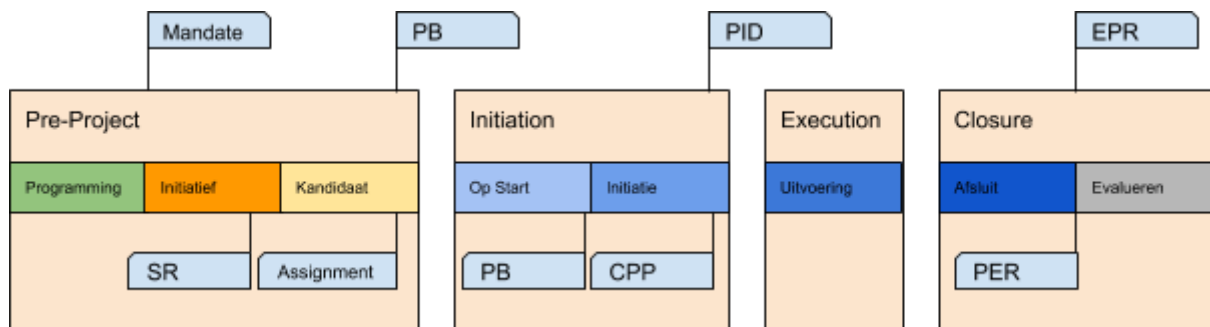 Mandate
PB
PID
EPR
Pre-Project
Initiation
Execution
Closure
Programming
Initiatief
Kandidaat
Op Start
Initiatie
Uitvoering
Afsluit
Evalueren
SR
Assignment
PB
CPP
PER